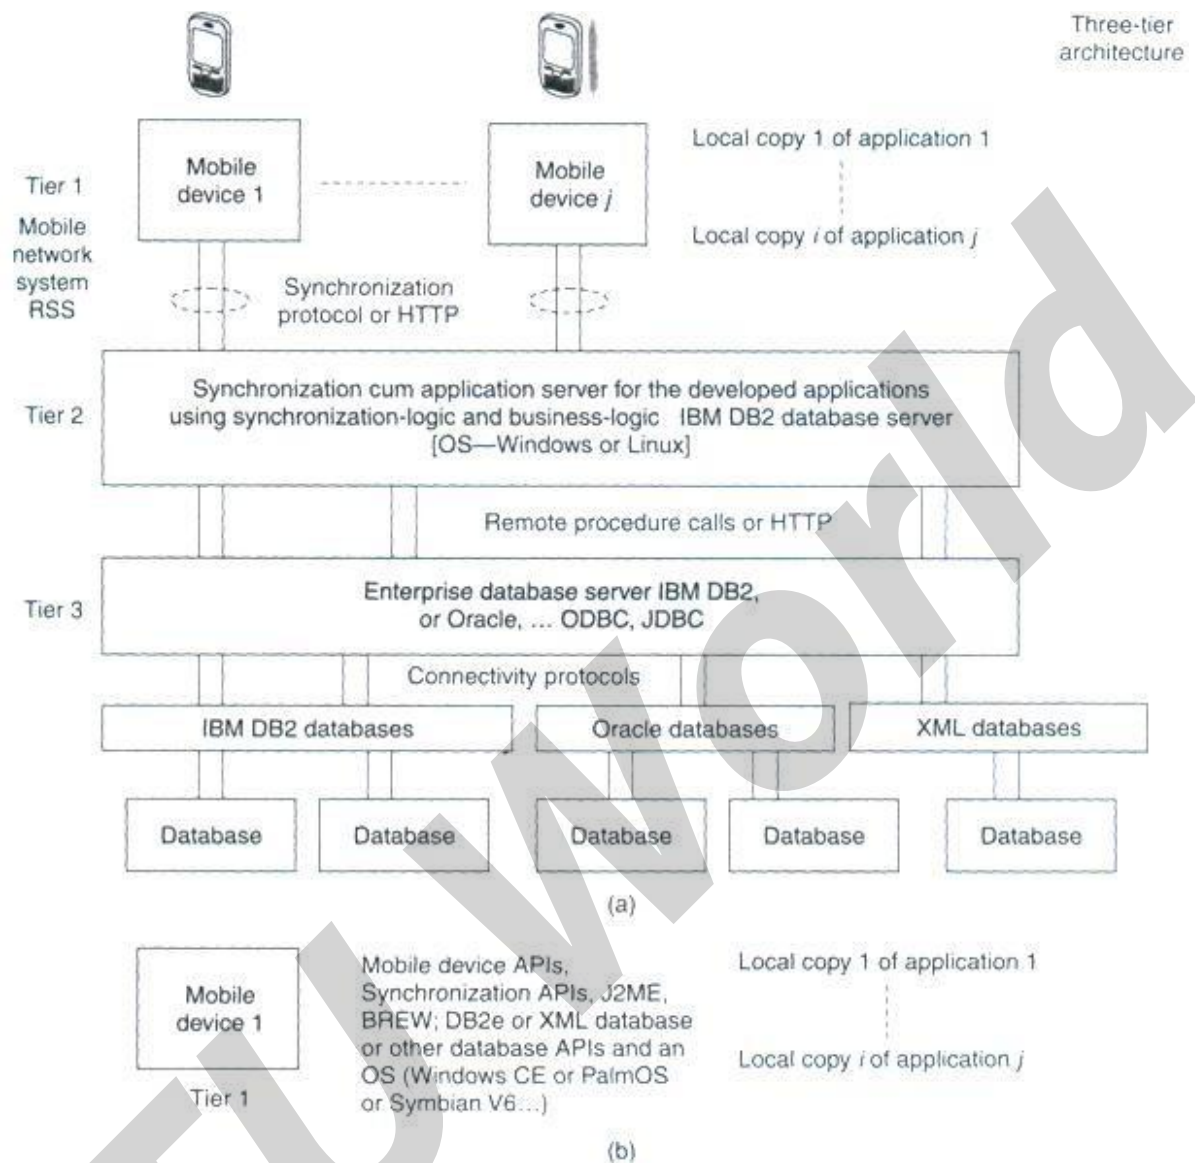 Three-tier
architecture
Mobile
device 1
Mobile
device j
Local copy 1 of application 1
Local copy i of application j
Tier 1
Mobile
network
system
RSS
Synchronization
protocol or HTTP
Tier 2
Synchronization cum application server for the developed applications
using synchronization-logic and business-logic IBM DB2 database server
[OS—Windows or Linux]
Remote procedure calls or HTTP
Tier 3
Enterprise database server IBM DB2,
or Oracle, ... ODBC, JDBC
Connectivity protocols
IBM DB2 databases
Oracle databases
XML databases
Database
Database
Database
Database
Database
(a)
Mobile
device 1
Tier 1
Mobile device APIs,
Synchronization APIs, J2ME,
BREW; DB2e or XML database
or other database APIs and an
OS (Windows CE or PalmOS
or Symbian V6...)
Local copy 1 of application 1
Local copy i of application j
(b)
TU World